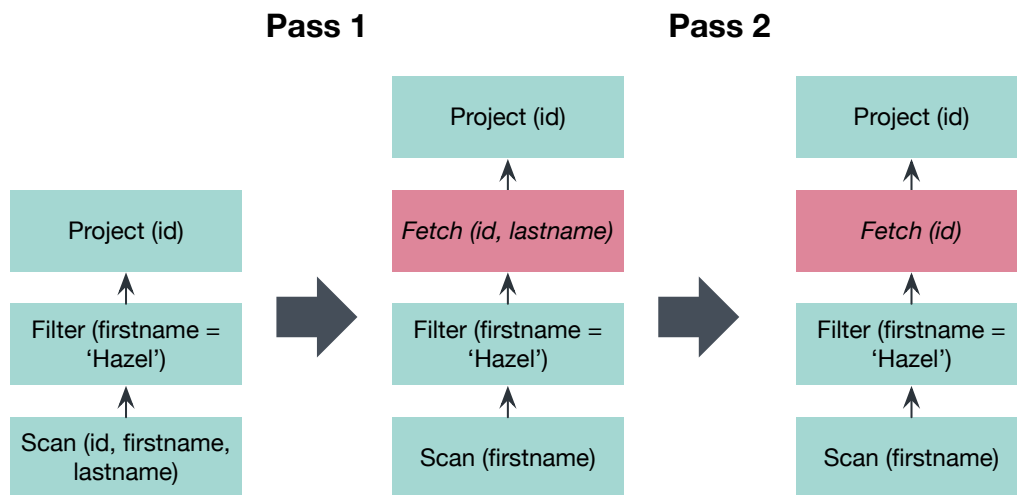 Pass 1
Pass 2
Project (id)
Filter (firstname =
‘Hazel’)
Scan (id, firstname,
lastname)
Project (id)
Fetch (id, lastname)
Filter (firstname =
‘Hazel’)
Scan (firstname)
Project (id)
Fetch (id)
Filter (firstname =
‘Hazel’)
Scan (firstname)